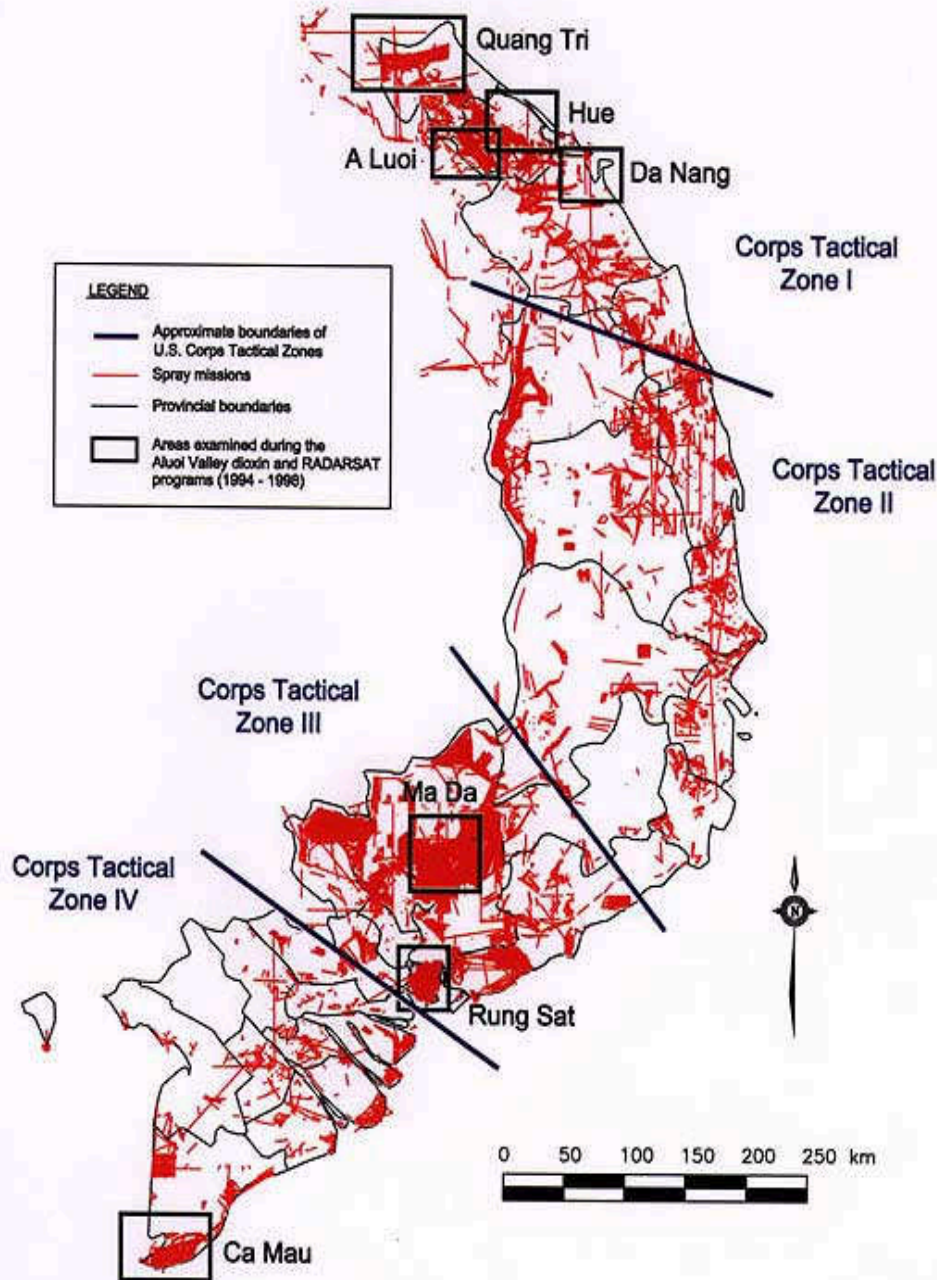 Quang Tri
Hue
A Luoi
Da Nang
Corps Tactical
Zone I
LEGEND
Approximate boundaries of
U.S. Corps Tactical Zones
Spray missions
Provincial boundaries
Areas examined during the
Aluoi Valley dioxin and RADARSAT
programs (1994 - 1998)
Corps Tactical
Zone II
Corps Tactical
Zone III
Ma Da
Corps Tactical
Zone IV
N
Rung Sat
0 50 100 150 200 250 km
Ca Mau